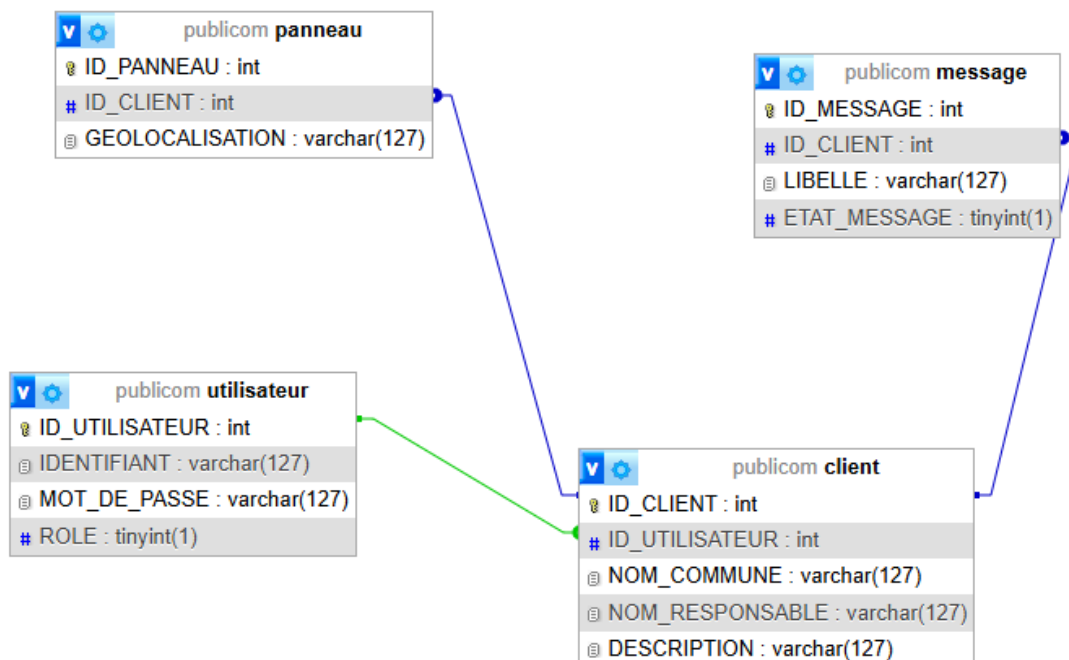 v publicom panneau
ID_PANNEAU : int
# ID_CLIENT : int
GEOLOCALISATION : varchar(127)
v publicom message
ID_MESSAGE : int
# ID_CLIENT : int
LIBELLE : varchar(127)
# ETAT_MESSAGE : tinyint(1)
v publicom utilisateur
ID_UTILISATEUR : int
IDENTIFIANT : varchar(127)
MOT_DE_PASSE : varchar(127)
# ROLE : tinyint(1)
v publicom client
ID_CLIENT : int
# ID_UTILISATEUR : int
NOM_COMMUNE : varchar(127)
NOM_RESPONSABLE : varchar(127)
DESCRIPTION : varchar(127)